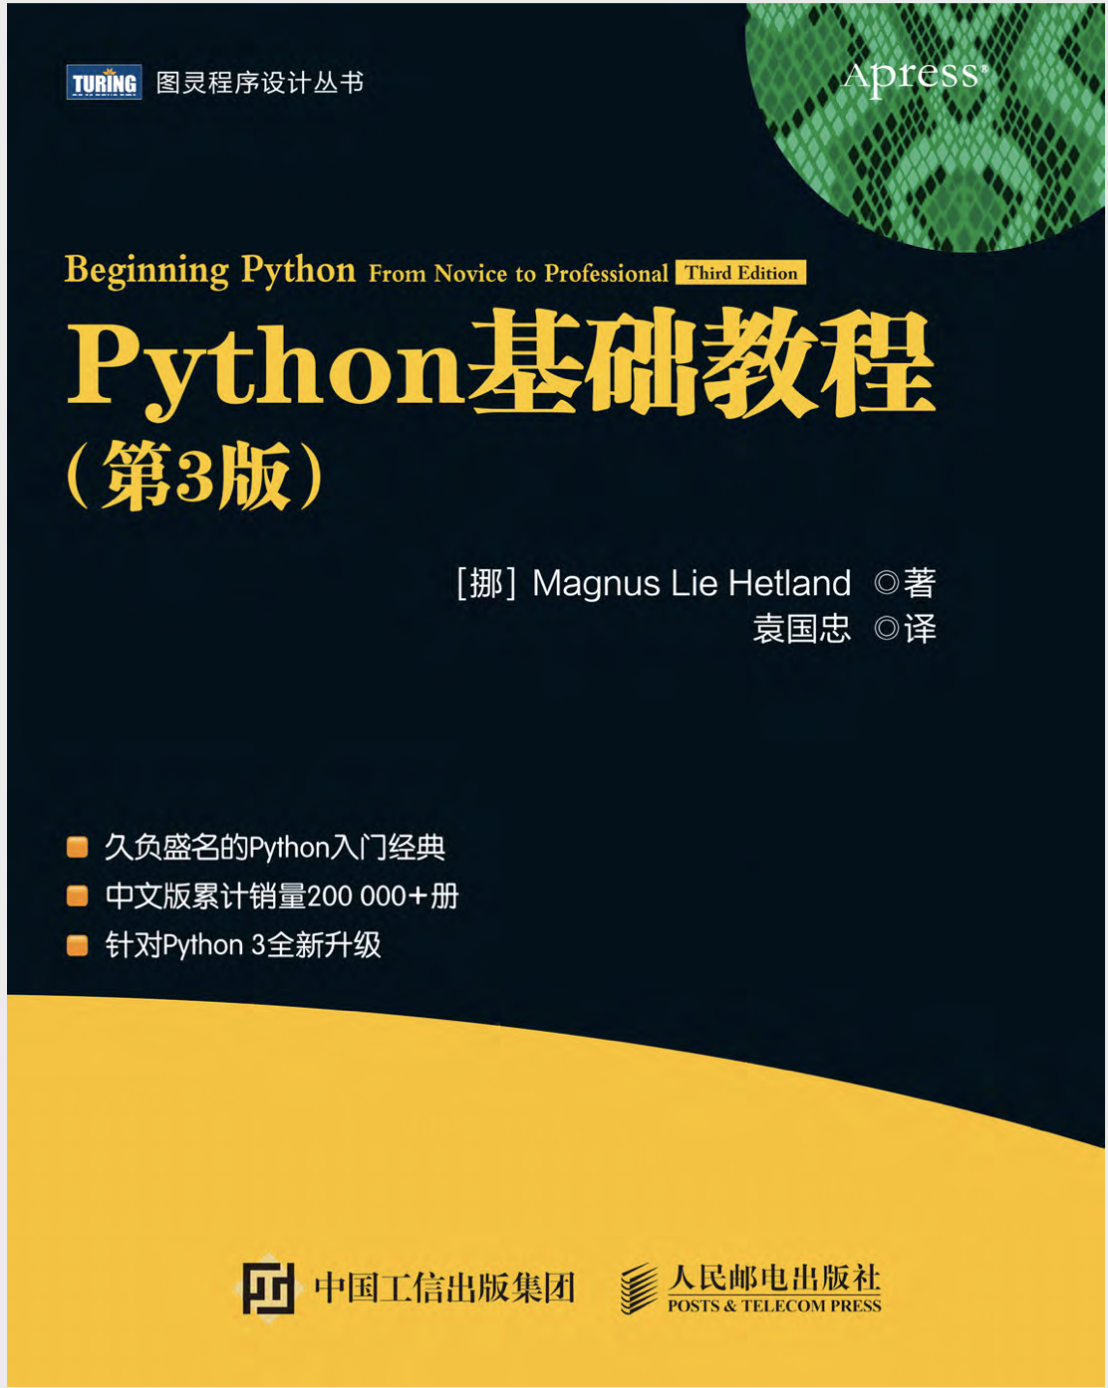 TURING 图灵程序设计丛书
Apress®
Beginning Python From Novice to Professional Third Edition
Python基础教程
（第3版）
[挪] Magnus Lie Hetland ◎著
袁国忠 ◎译
久负盛名的Python入门经典
中文版累计销量200 000+册
针对Python 3全新升级
中国工信出版集团
人民邮电出版社
POSTS & TELECOM PRESS